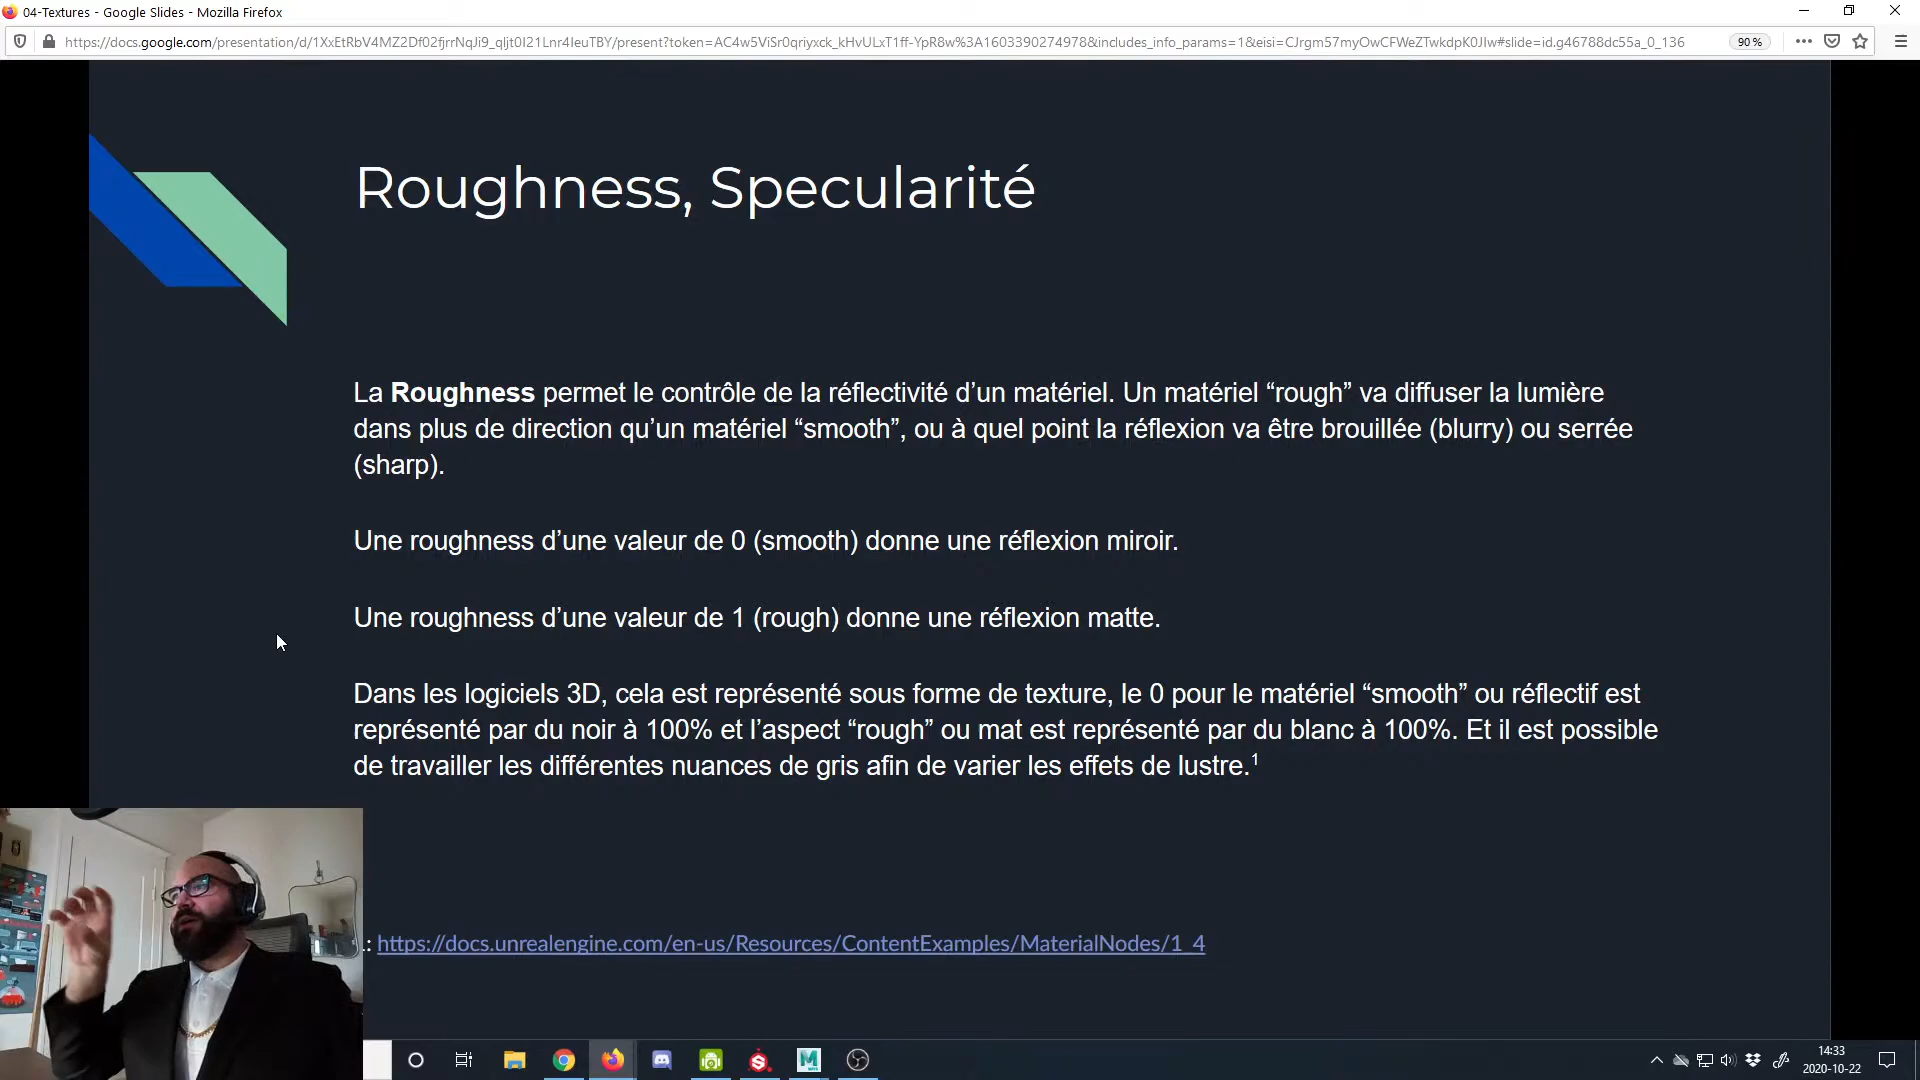 04-Textures - Google Slides - Mozilla Firefox
https://docs.google.com/presentation/d/1XxEtRbV4MZ2Df02fjrrNqJi9_qljt0I21Lnr4IeuTBY/present?token=AC4w5ViSr0qriyxck_kHvULxT1ff-YpR8w%3A1603390274978&includes_info_params=1&eisi=CJrgm57myOwCFWeZTwkdpK0JIw#slide=id.g46788dc55a_0_136
90%
Roughness, Specularité
La Roughness permet le contrôle de la réflectivité d’un matériel. Un matériel “rough” va diffuser la lumière
dans plus de direction qu’un matériel “smooth”, ou à quel point la réflexion va être brouillée (blurry) ou serrée
(sharp).
Une roughness d’une valeur de 0 (smooth) donne une réflexion miroir.
Une roughness d’une valeur de 1 (rough) donne une réflexion matte.
Dans les logiciels 3D, cela est représenté sous forme de texture, le 0 pour le matériel “smooth” ou réflectif est
représenté par du noir à 100% et l’aspect “rough” ou mat est représenté par du blanc à 100%. Et il est possible
de travailler les différentes nuances de gris afin de varier les effets de lustre.¹
: https://docs.unrealengine.com/en-us/Resources/ContentExamples/MaterialNodes/1_4
14:33
2020-10-22